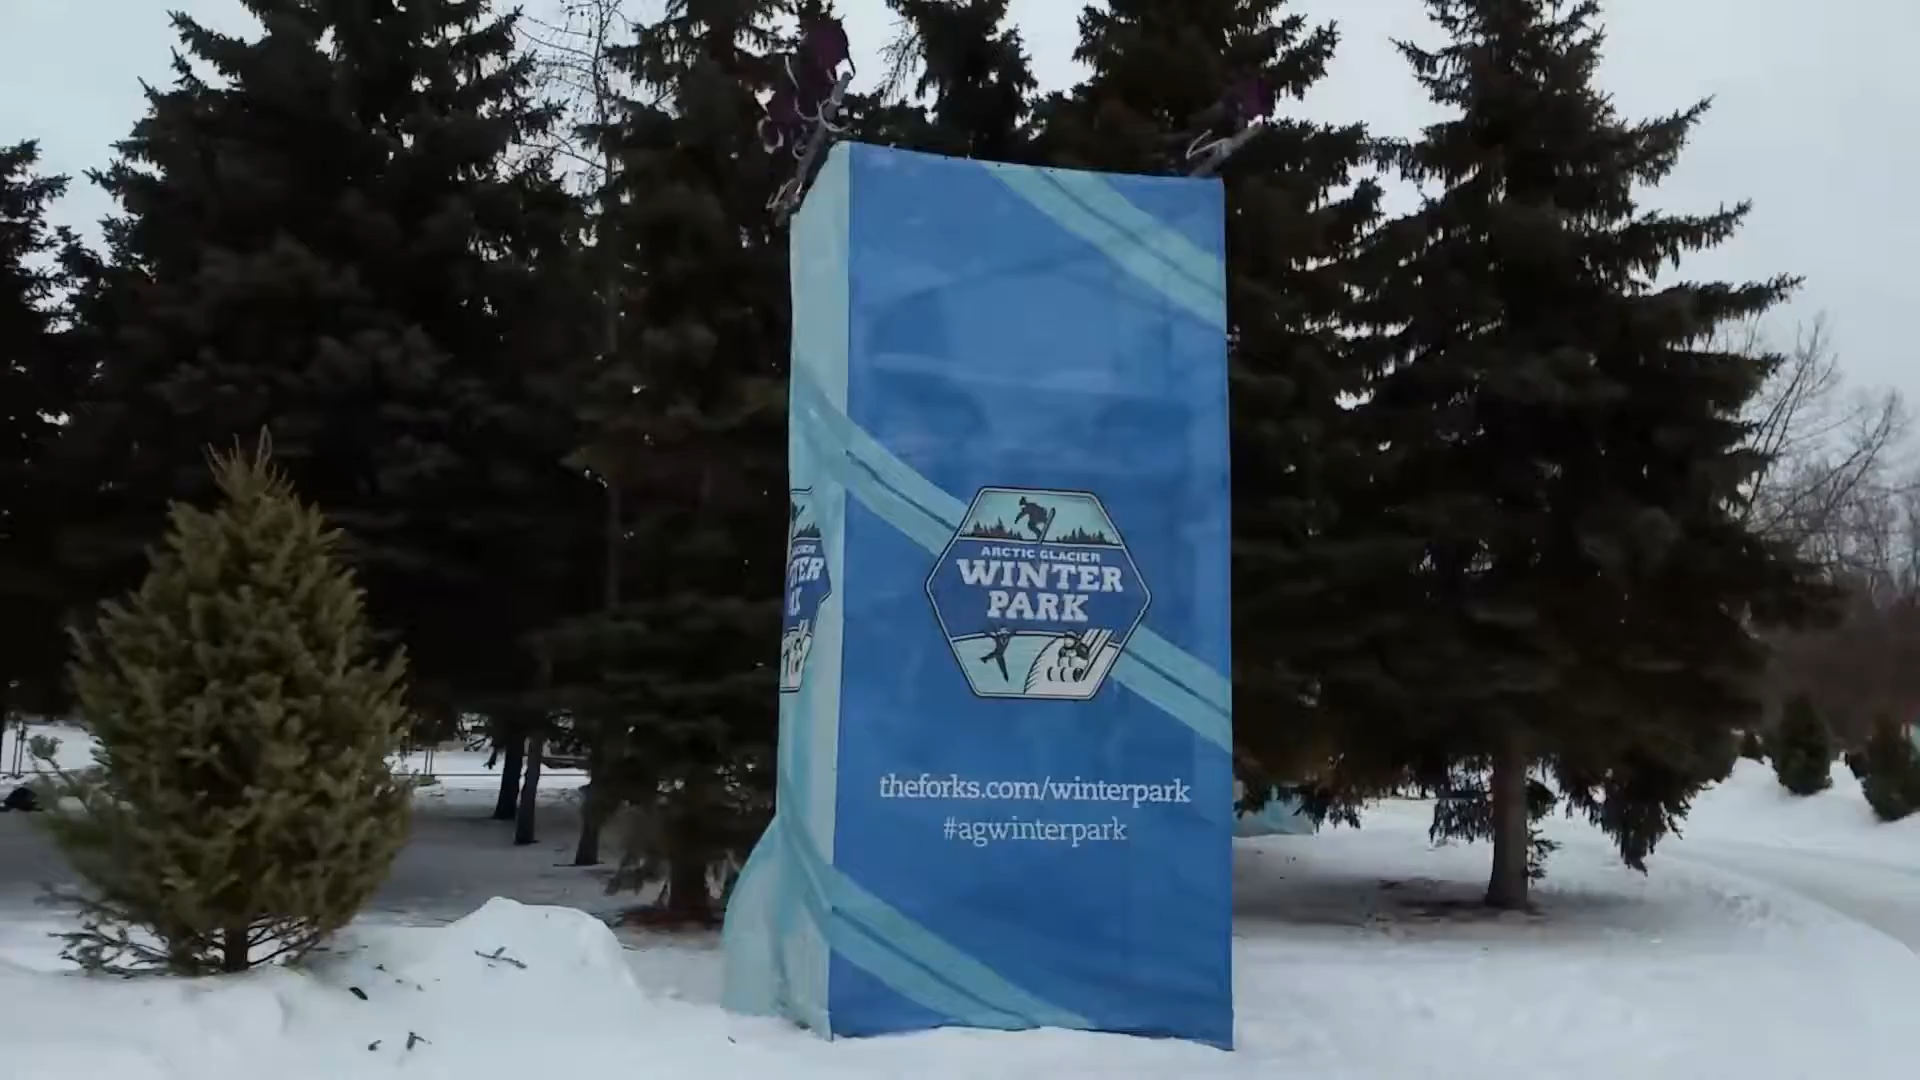 ARCTIC GLACIER
WINTER
PARK
theforks.com/winterpark
#agwinterpark